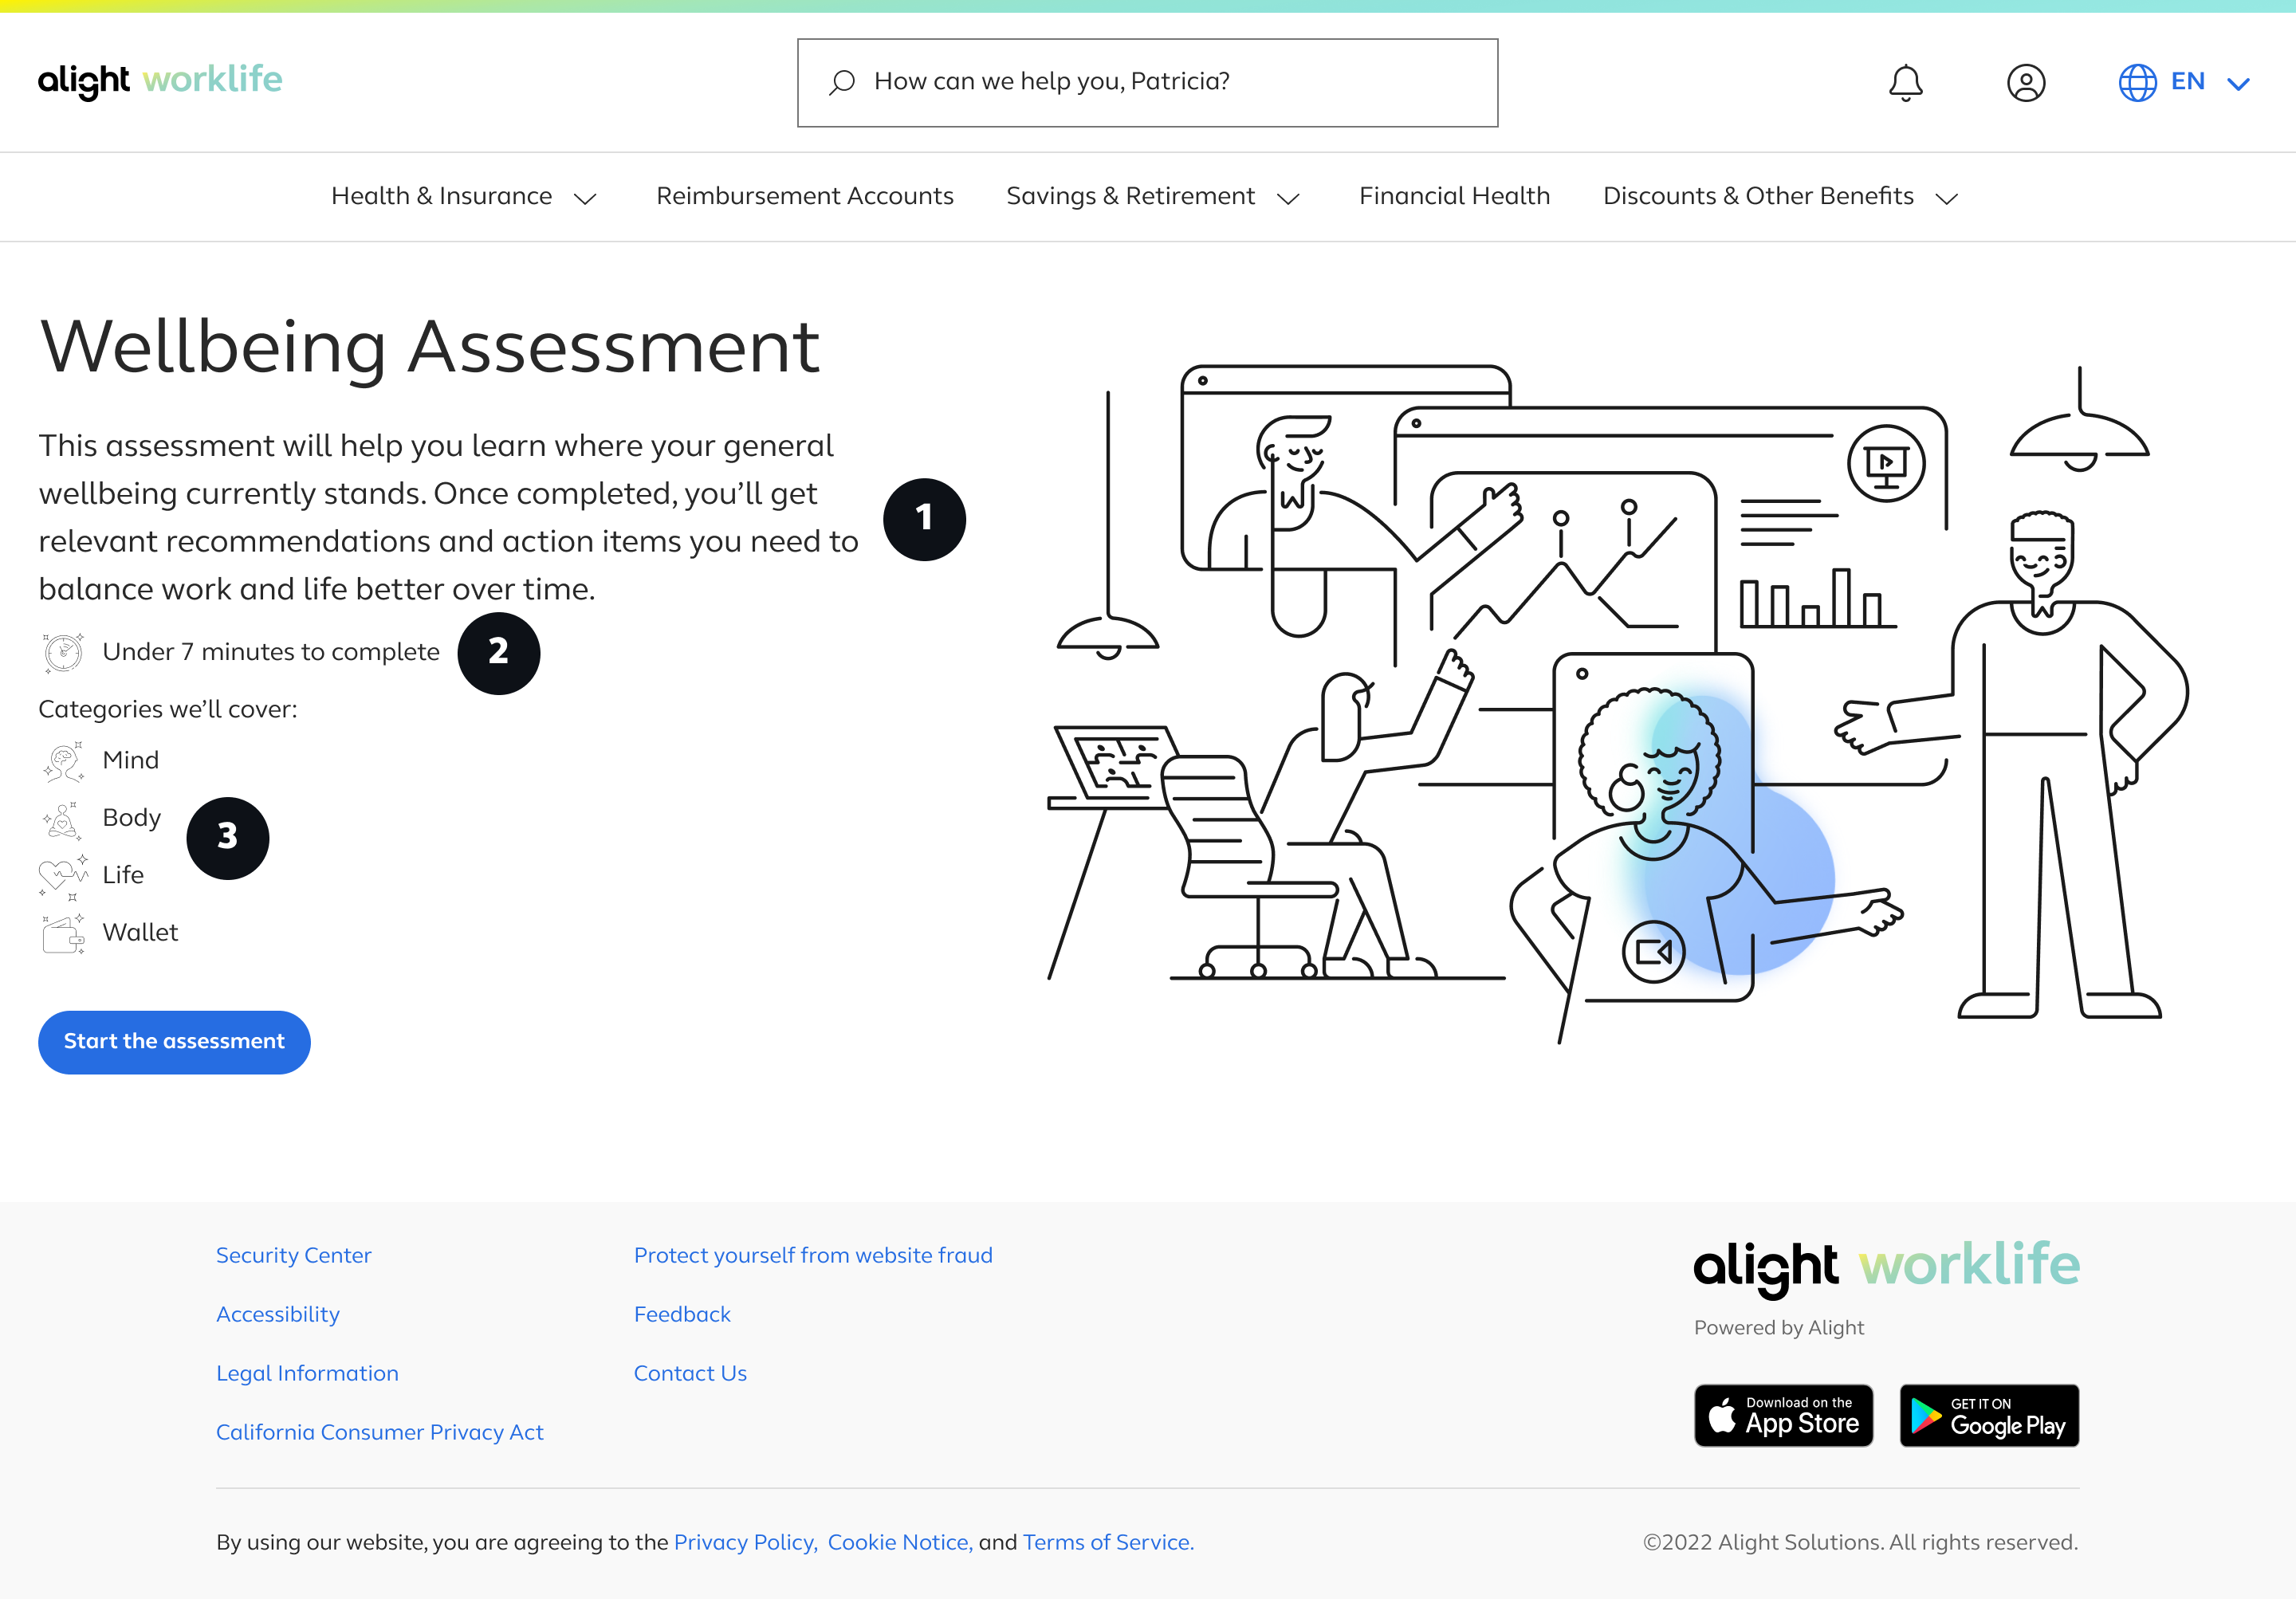 alight worklife
How can we help you, Patricia?
EN
Health & Insurance
Reimbursement Accounts
Savings & Retirement
Financial Health
Discounts & Other Benefits
Wellbeing Assessment
This assessment will help you learn where your general
wellbeing currently stands. Once completed, you’ll get
relevant recommendations and action items you need to
balance work and life better over time.
1
Under 7 minutes to complete
2
Categories we’ll cover:
Mind
Body
3
Life
Wallet
Start the assessment
Security Center
Accessibility
Legal Information
California Consumer Privacy Act
Protect yourself from website fraud
Feedback
Contact Us
alight worklife
Powered by Alight
Download on the
App Store
GET IT ON
Google Play
By using our website, you are agreeing to the Privacy Policy, Cookie Notice, and Terms of Service.
©2022 Alight Solutions. All rights reserved.